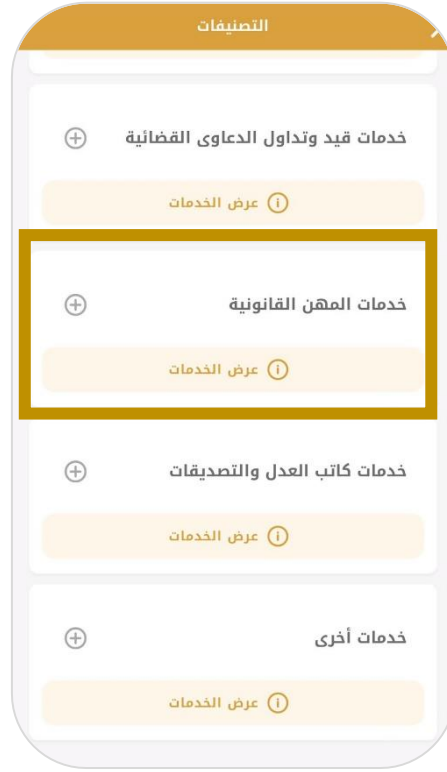 التصنيفات
خدمات قيد وتداول الدعاوى القضائية
عرض الخدمات
خدمات المهن القانونية
عرض الخدمات
خدمات كاتب العدل والتصديقات
عرض الخدمات
خدمات أخرى
عرض الخدمات